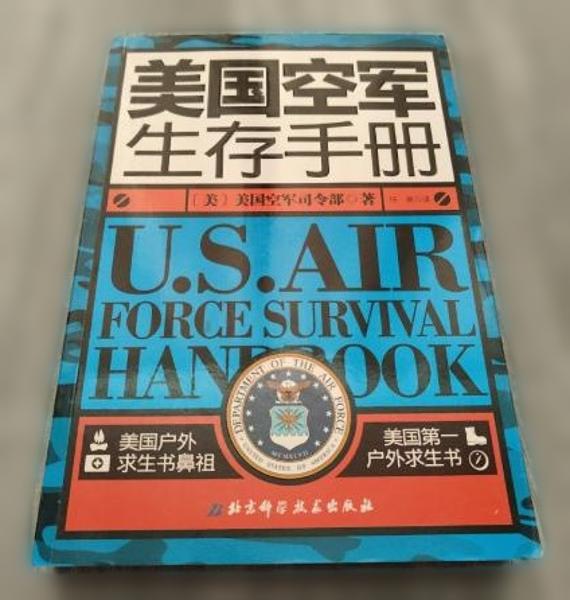 美国空军
生存手册
〔美〕美国空军司令部◎著
U.S. AIR
FORCE SURVIVAL
HANDBOOK
DEPARTMENT OF THE AIR FORCE
UNITED STATES OF AMERICA
MCMXLVII
美国户外
求生书鼻祖
美国第一
户外求生书
北京科学技术出版社